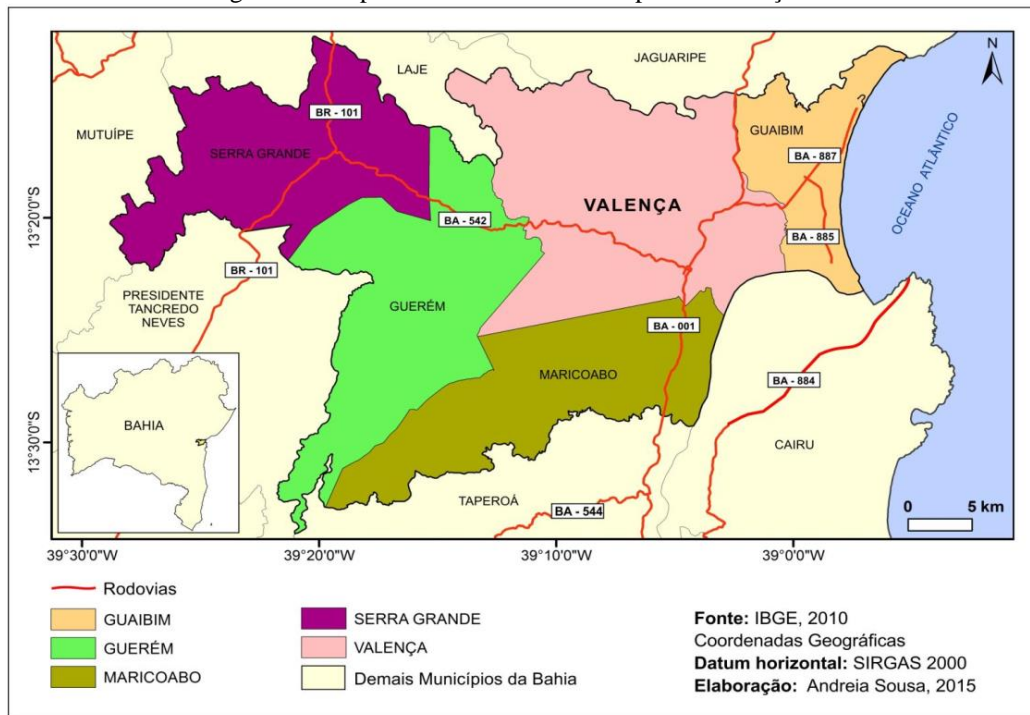 N
LAJE
JAGUARIPE
MUTUÍPE
BR - 101
GUAIBIM
SERRA GRANDE
BA - 887
OCEANO ATLÂNTICO
VALENÇA
13°20'0"S
BA - 542
BA - 885
BR - 101
PRESIDENTE
TANCREDO
NEVES
GUERÉM
BA - 001
MARICOABO
BA - 884
BAHIA
13°30'0"S
CAIRU
TAPEROÁ
BA - 544
0 5 km
39°30'0"W
39°20'0"W
39°10'0"W
39°0'0"W
Rodovias
GUAIBIM
GUERÉM
MARICOABO
SERRA GRANDE
VALENÇA
Demais Municípios da Bahia
Fonte: IBGE, 2010
Coordenadas Geográficas
Datum horizontal: SIRGAS 2000
Elaboração: Andreia Sousa, 2015